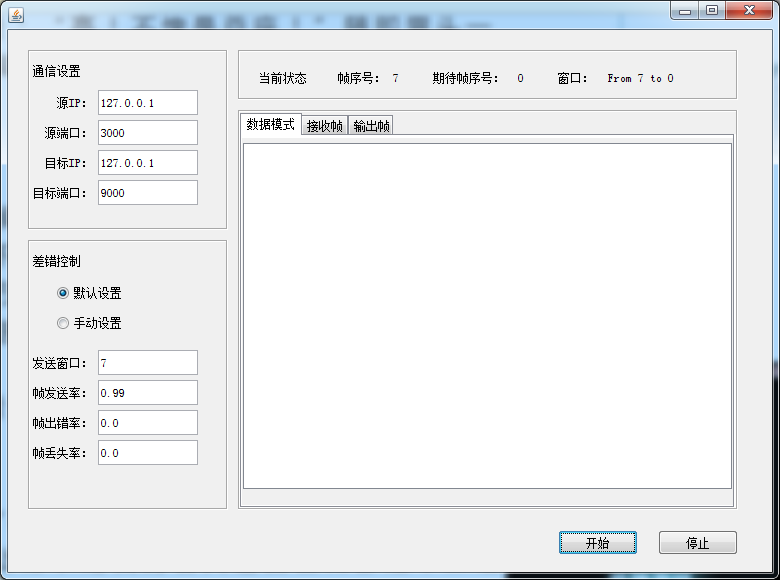 通信设置
源IP: 127.0.0.1
源端口: 3000
目标IP: 127.0.0.1
目标端口: 9000
差错控制
默认设置
手动设置
发送窗口: 7
帧发送率: 0.99
帧出错率: 0.0
帧丢失率: 0.0
当前状态 帧序号: 7 期待帧序号: 0 窗口: From 7 to 0
数据模式 接收帧 输出帧
开始 停止